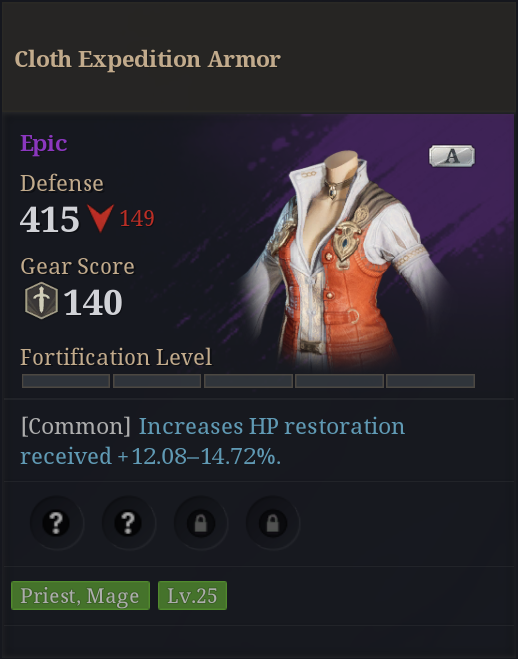 Cloth Expedition Armor
Epic
A
Defense
415 149
Gear Score
140
Fortification Level
[Common] Increases HP restoration
received +12.08–14.72%.
? ?
Priest, Mage Lv.25